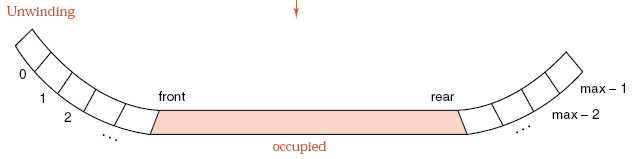 Unwinding
0
1
2
...
front
occupied
rear
...
max – 2
max – 1